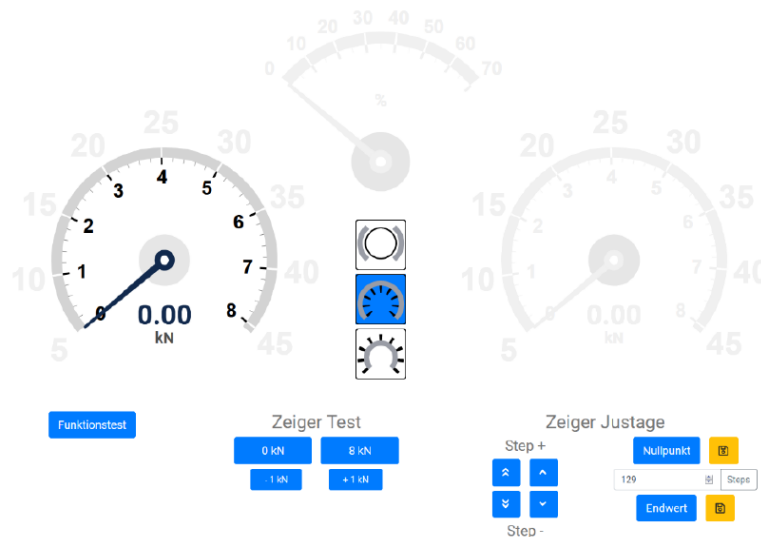 0 10 20 30 40 50 60 70
%
5 10 15 20 25 30 35 40 45
0 1 2 3 4 5 6 7 8
0.00
kN
5 10 15 20 25 30 35 40 45
0 1 2 3 4 5 6 7 8
0.00
kN
Funktionstest
Zeiger Test
0 kN 8 kN
- 1 kN + 1 kN
Zeiger Justage
Step +
Step -
Nullpunkt
129 Steps
Endwert